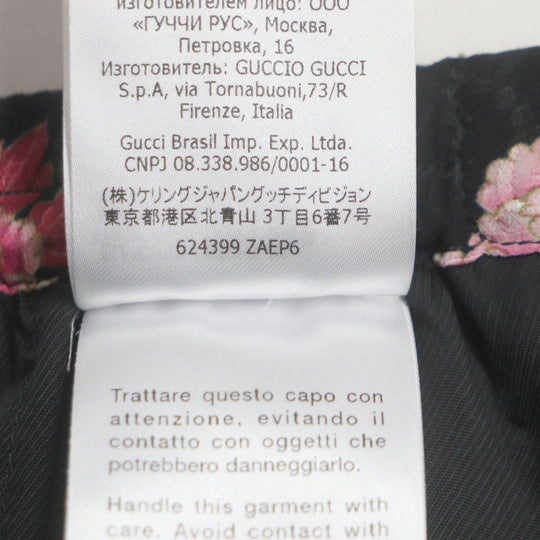 изготовителем лицо: ООО
«ГУЧЧИ РУС», Москва,
Петровка, 16
Изготовитель: GUCCIO GUCCI
S.p.A, via Tornabuoni,73/R
Firenze, Italia
Gucci Brasil Imp. Exp. Ltda.
CNPJ 08.338.986/0001-16
(株)ケリングジャパングッチディビジョン
東京都港区北青山 3丁目6番7号
624399 ZAEP6
Trattare questo capo con
attenzione, evitando il
contatto con oggetti che
potrebbero danneggiarlo.
Handle this garment with
care. Avoid contact with